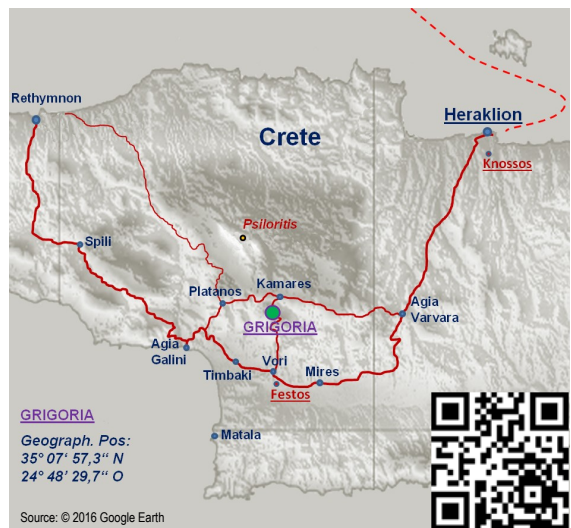 Rethymnon
Heraklion
Crete
Knossos
Psiloritis
Spili
Kamares
Platanos
Agia
Varvara
GRIGORIA
Agia
Galini
Vori
Timbaki
Mires
Festos
GRIGORIA
Matala
Geograph. Pos:
35° 07‘ 57,3“ N
24° 48‘ 29,7“ O
Source: © 2016 Google Earth